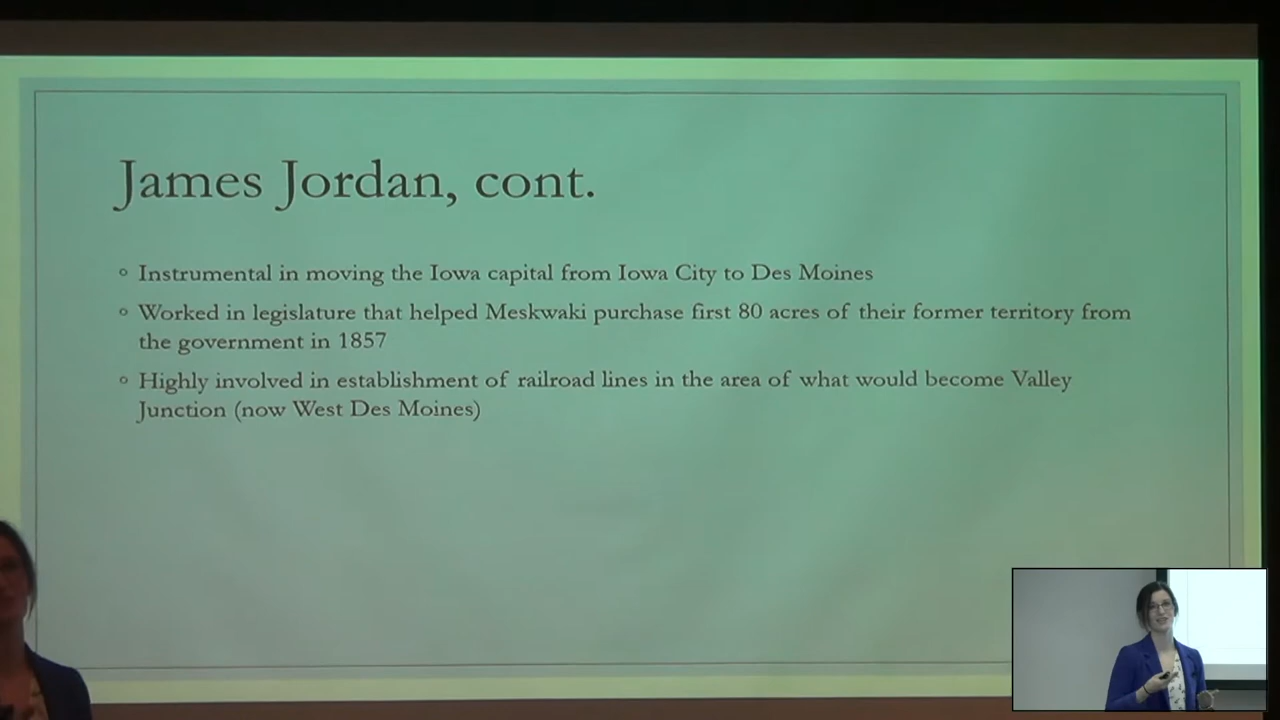 James Jordan, cont.
Instrumental in moving the Iowa capital from Iowa City to Des Moines
Worked in legislature that helped Meskwaki purchase first 80 acres of their former territory from
the government in 1857
Highly involved in establishment of railroad lines in the area of what would become Valley
Junction (now West Des Moines)